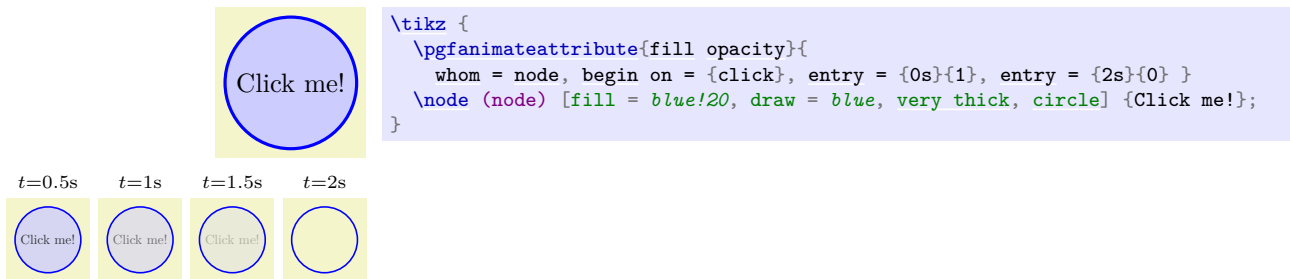 Click me!
\tikz {
  \pgfanimateattribute{fill opacity}{
    whom = node, begin on = {click}, entry = {0s}{1}, entry = {2s}{0} }
  \node (node) [fill = blue!20, draw = blue, very thick, circle] {Click me!};
}
t=0.5s t=1s t=1.5s t=2s
Click me! Click me! Click me!